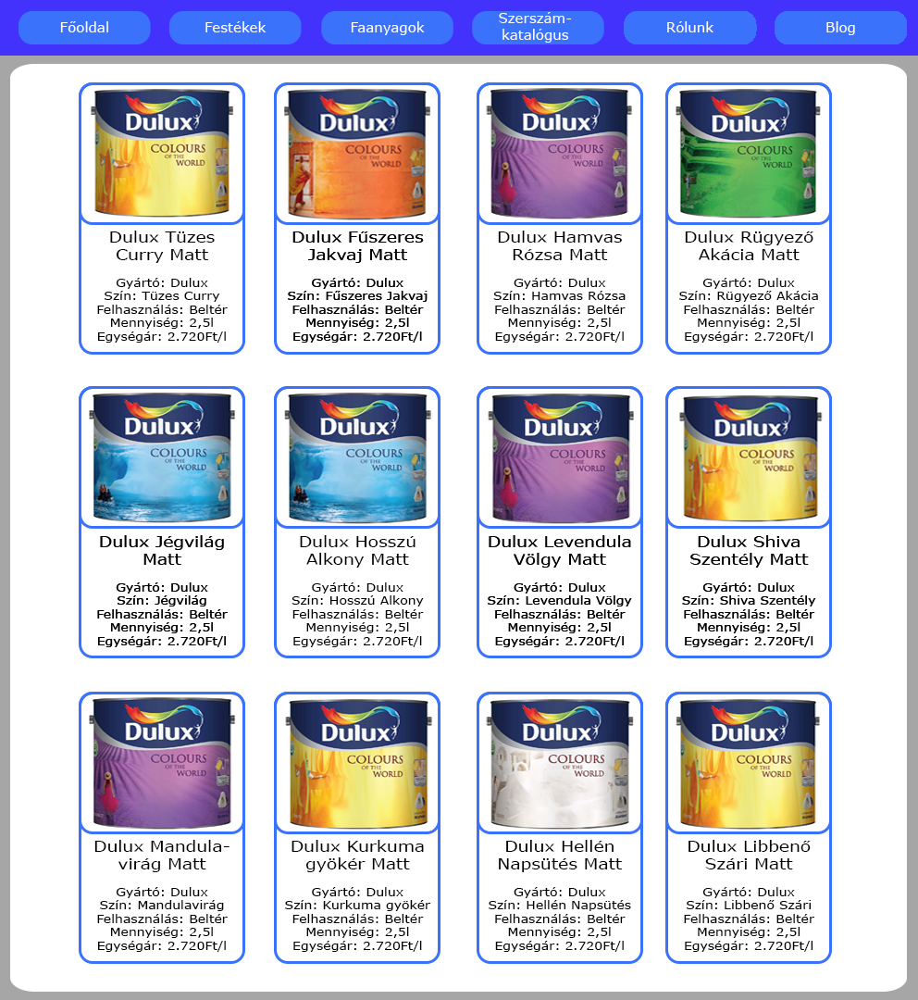 Főoldal
Festékek
Faanyagok
Szerszám-
katalógus
Rólunk
Blog
Dulux
COLOURS
OF THE
WORLD
Dulux Tüzes
Curry Matt
Gyártó: Dulux
Szín: Tüzes Curry
Felhasználás: Beltér
Mennyiség: 2,5l
Egységár: 2.720Ft/l
Dulux
COLOURS
OF THE
WORLD
Dulux Fűszeres
Jakvaj Matt
Gyártó: Dulux
Szín: Fűszeres Jakvaj
Felhasználás: Beltér
Mennyiség: 2,5l
Egységár: 2.720Ft/l
Dulux
COLOURS
OF THE
WORLD
Dulux Hamvas
Rózsa Matt
Gyártó: Dulux
Szín: Hamvas Rózsa
Felhasználás: Beltér
Mennyiség: 2,5l
Egységár: 2.720Ft/l
Dulux
COLOURS
OF THE
WORLD
Dulux Rügyező
Akácia Matt
Gyártó: Dulux
Szín: Rügyező Akácia
Felhasználás: Beltér
Mennyiség: 2,5l
Egységár: 2.720Ft/l
Dulux
COLOURS
OF THE
WORLD
Dulux Jégvilág
Matt
Gyártó: Dulux
Szín: Jégvilág
Felhasználás: Beltér
Mennyiség: 2,5l
Egységár: 2.720Ft/l
Dulux
COLOURS
OF THE
WORLD
Dulux Hosszú
Alkony Matt
Gyártó: Dulux
Szín: Hosszú Alkony
Felhasználás: Beltér
Mennyiség: 2,5l
Egységár: 2.720Ft/l
Dulux
COLOURS
OF THE
WORLD
Dulux Levendula
Völgy Matt
Gyártó: Dulux
Szín: Levendula Völgy
Felhasználás: Beltér
Mennyiség: 2,5l
Egységár: 2.720Ft/l
Dulux
COLOURS
OF THE
WORLD
Dulux Shiva
Szentély Matt
Gyártó: Dulux
Szín: Shiva Szentély
Felhasználás: Beltér
Mennyiség: 2,5l
Egységár: 2.720Ft/l
Dulux
COLOURS
OF THE
WORLD
Dulux Mandula-
virág Matt
Gyártó: Dulux
Szín: Mandulavirág
Felhasználás: Beltér
Mennyiség: 2,5l
Egységár: 2.720Ft/l
Dulux
COLOURS
OF THE
WORLD
Dulux Kurkuma
gyökér Matt
Gyártó: Dulux
Szín: Kurkuma gyökér
Felhasználás: Beltér
Mennyiség: 2,5l
Egységár: 2.720Ft/l
Dulux
COLOURS
OF THE
WORLD
Dulux Hellén
Napsütés Matt
Gyártó: Dulux
Szín: Hellén Napsütés
Felhasználás: Beltér
Mennyiség: 2,5l
Egységár: 2.720Ft/l
Dulux
COLOURS
OF THE
WORLD
Dulux Libbenő
Szári Matt
Gyártó: Dulux
Szín: Libbenő Szári
Felhasználás: Beltér
Mennyiség: 2,5l
Egységár: 2.720Ft/l